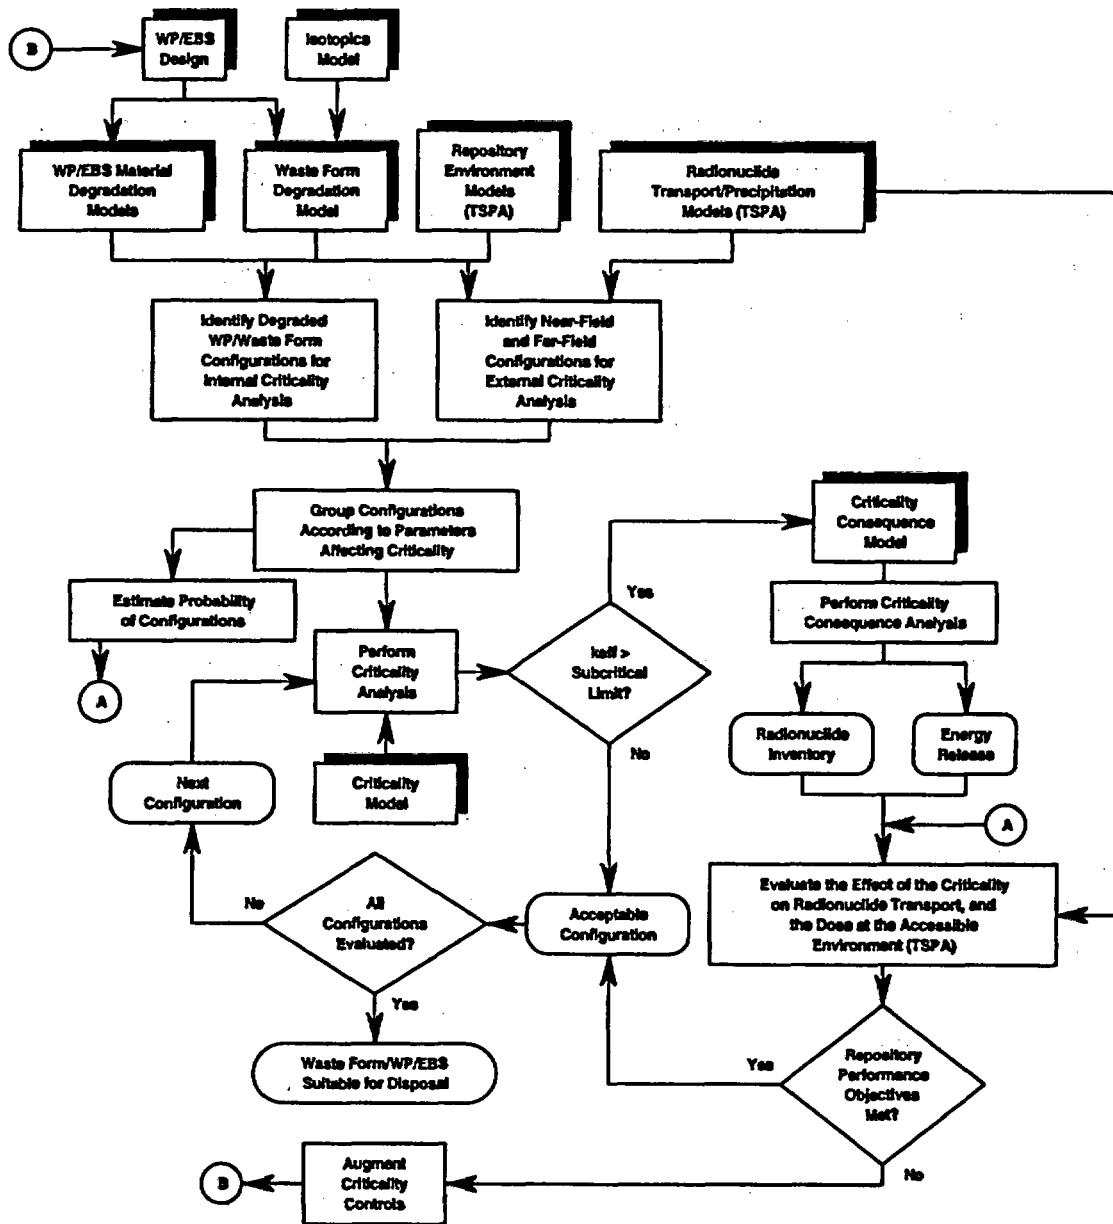 B
WP/EBS
Design
Isotopics
Model
WP/EBS Material
Degradation
Models
Waste Form
Degradation
Model
Repository
Environment
Models
(TSPA)
Radionuclide
Transport/Precipitation
Models (TSPA)
Identify Degraded
WP/Waste Form
Configurations for
Internal Criticality
Analysis
Identify Near-Field
and Far-Field
Configurations for
External Criticality
Analysis
Group Configurations
According to Parameters
Affecting Criticality
Estimate Probability
of Configurations
A
Perform
Criticality
Analysis
keff >
Subcritical
Limit?
Yes
No
Criticality
Consequence
Model
Perform Criticality
Consequence Analysis
Radionuclide
Inventory
Energy
Release
A
Next
Configuration
Criticality
Model
All
Configurations
Evaluated?
No
Yes
Acceptable
Configuration
Evaluate the Effect of the Criticality
on Radionuclide Transport, and
the Dose at the Accessible
Environment (TSPA)
Waste Form/WP/EBS
Suitable for Disposal
Repository
Performance
Objectives
Met?
Yes
No
Augment
Criticality
Controls
B